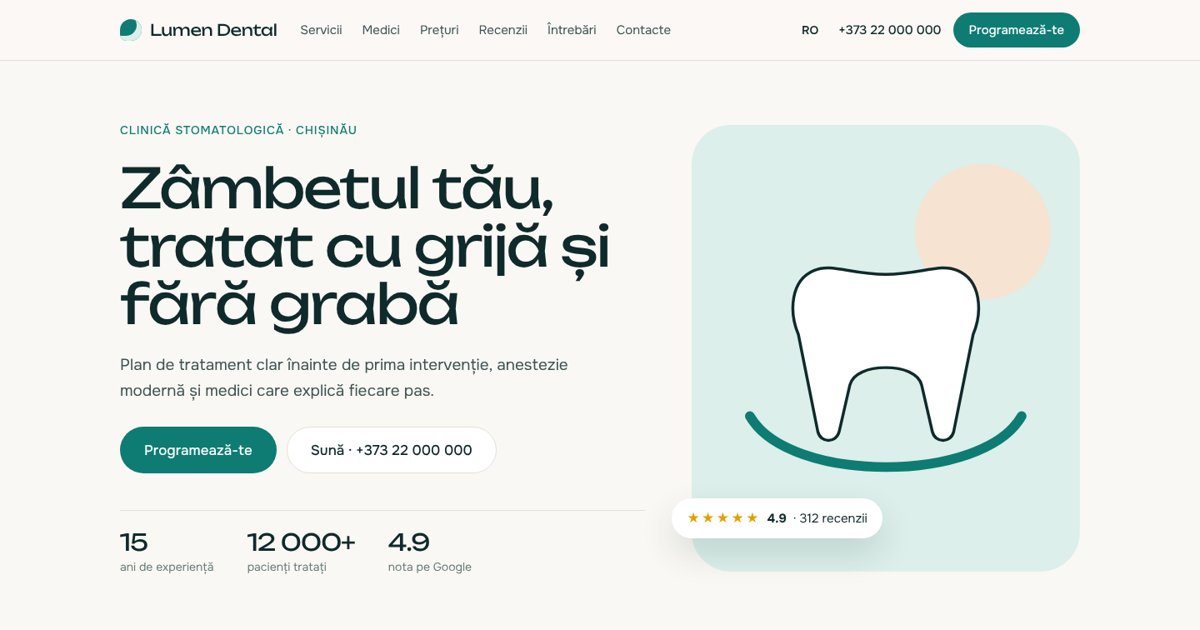 Lumen Dental
Servicii
Medici
Prețuri
Recenzii
Întrebări
Contacte
RO
+373 22 000 000
Programează-te
CLINICĂ STOMATOLOGICĂ · CHIȘINĂU
Zâmbetul tău,
tratat cu grijă și
fără grabă
Plan de tratament clar înainte de prima intervenție, anestezie
modernă și medici care explică fiecare pas.
Programează-te
Sună · +373 22 000 000
★★★★★ 4.9 · 312 recenzii
15
ani de experiență
12 000+
pacienți tratați
4.9
nota pe Google